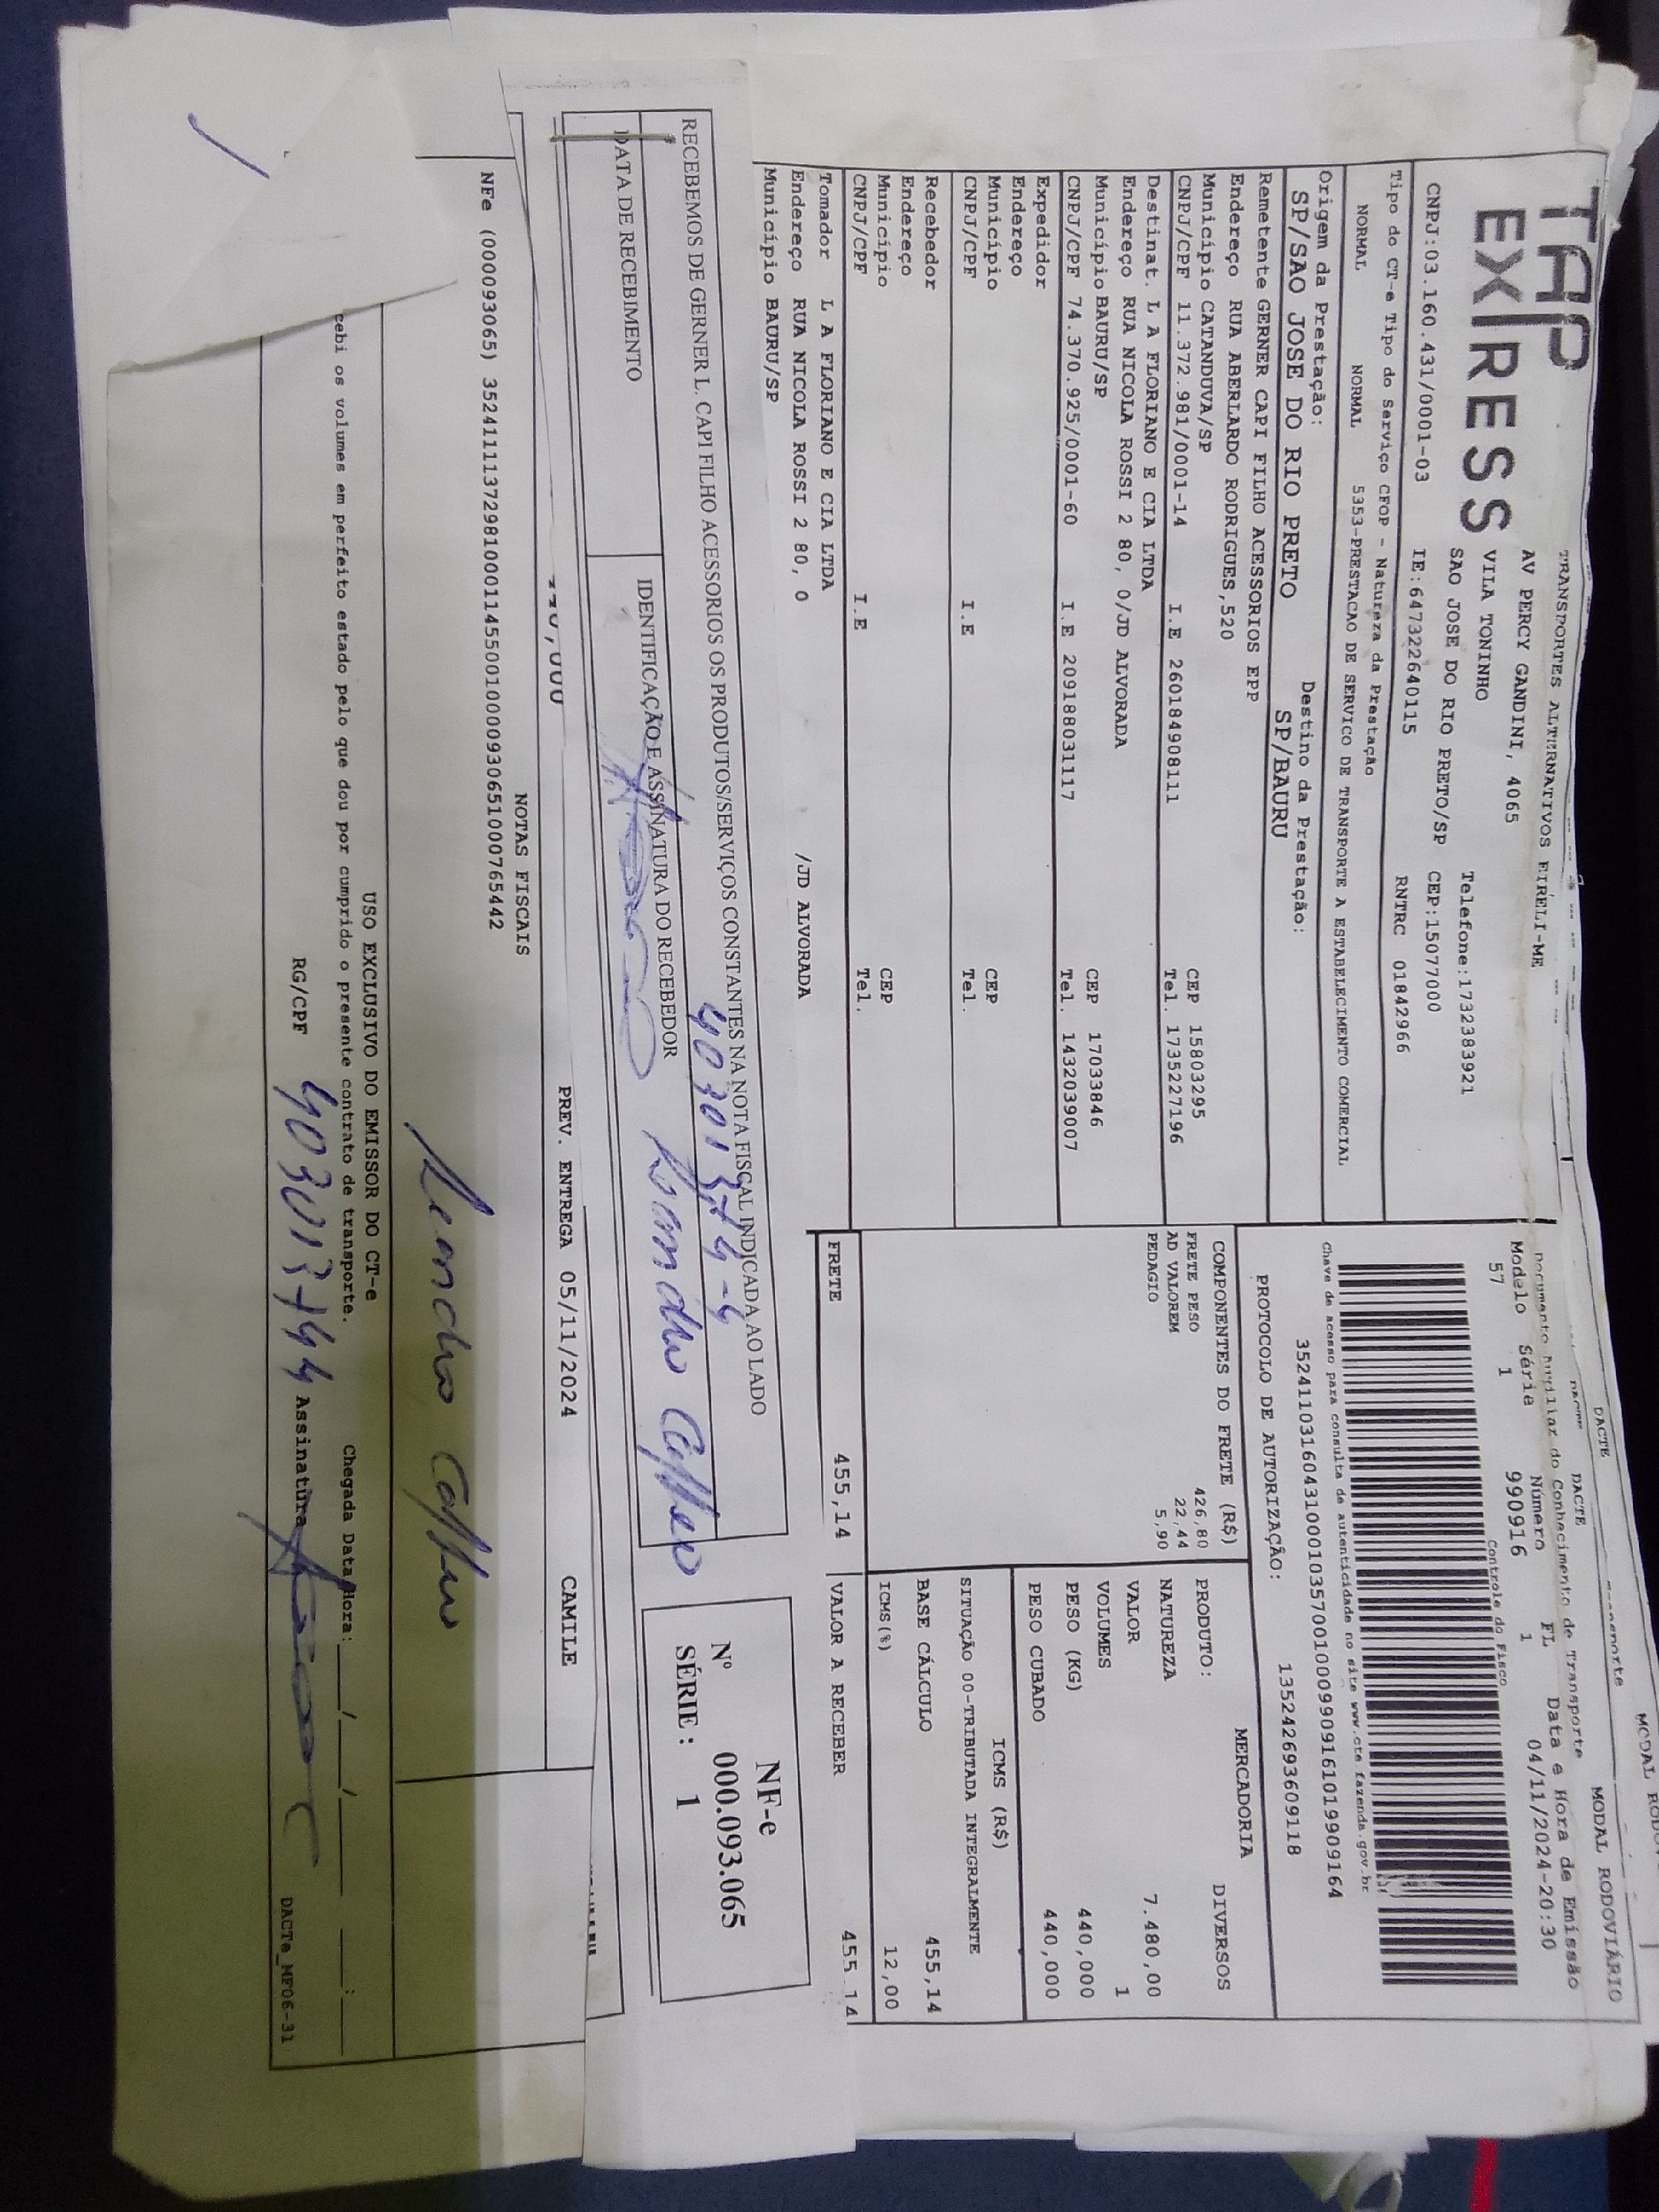 TAP
EXPRESS
TRANSPORTES ALTERNATIVOS EIRELI-ME
AV PERCY GANDINI, 4065
VILA TONINHO
SAO JOSE DO RIO PRETO/SP CEP:15077000
Telefone:1732383921
CNPJ:03.160.431/0001-03 IE:647322640115 RNTRC 01842966
DACTE
DACTE MODAL RODOVIÁRIO
Documento Auxiliar do Conhecimento de Transporte
Modelo Série Número FL Data e Hora de Emissão
57 1 990916 1 04/11/2024-20:30
Controle do Fisco
Chave de acesso para consulta de autenticidade no site www.cte.fazenda.gov.br
35241103160431000103570010009909161019909164
PROTOCOLO DE AUTORIZAÇÃO: 135242693609118
Tipo do CT-e Tipo do Serviço CFOP - Natureza da Prestação
NORMAL NORMAL 5353-PRESTACAO DE SERVICO DE TRANSPORTE A ESTABELECIMENTO COMERCIAL
Origem da Prestação: Destino da Prestação:
SP/SAO JOSE DO RIO PRETO SP/BAURU
Remetente GERNER CAPI FILHO ACESSORIOS EPP
Endereço RUA ABERLARDO RODRIGUES,520
Município CATANDUVA/SP CEP 15803295
CNPJ/CPF 11.372.981/0001-14 I.E 260184908111 Tel. 1735227196
Destinat. L A FLORIANO E CIA LTDA
Endereço RUA NICOLA ROSSI 2 80, 0/JD ALVORADA
Município BAURU/SP CEP 17033846
CNPJ/CPF 74.370.925/0001-60 I.E 209188031117 Tel. 1432039007
Expedidor
Endereço
Município CEP
CNPJ/CPF I.E Tel.
Recebedor
Endereço
Município CEP
CNPJ/CPF I.E Tel.
Tomador L A FLORIANO E CIA LTDA
Endereço RUA NICOLA ROSSI 2 80, 0 /JD ALVORADA
Município BAURU/SP
COMPONENTES DO FRETE (R$)
FRETE PESO 426,80
AD VALOREM 22,44
PEDAGIO 5,90
FRETE 455,14
MERCADORIA
PRODUTO: DIVERSOS
NATUREZA
VALOR 7.480,00
VOLUMES 1
PESO (KG) 440,000
PESO CUBADO 440,000
ICMS (R$)
SITUAÇÃO 00-TRIBUTADA INTEGRALMENTE
BASE CÁLCULO 455,14
ICMS(%) 12,00
VALOR A RECEBER 455,14
RECEBEMOS DE GERNER L. CAPI FILHO ACESSORIOS OS PRODUTOS/SERVIÇOS CONSTANTES NA NOTA FISCAL INDICADA AO LADO
40301374-4
DATA DE RECEBIMENTO
IDENTIFICAÇÃO E ASSINATURA DO RECEBEDOR
NF-e
Nº 000.093.065
SÉRIE : 1
PREV. ENTREGA 05/11/2024 CAMILE
NOTAS FISCAIS
NFe (000093065) 35241111372981000114550010000930651000765442
USO EXCLUSIVO DO EMISSOR DO CT-e
cebi os volumes em perfeito estado pelo que dou por cumprido o presente contrato de transporte. Chegada Data/Hora: / / :
RG/CPF 403013744 Assinatura
DACTe_MF06-31